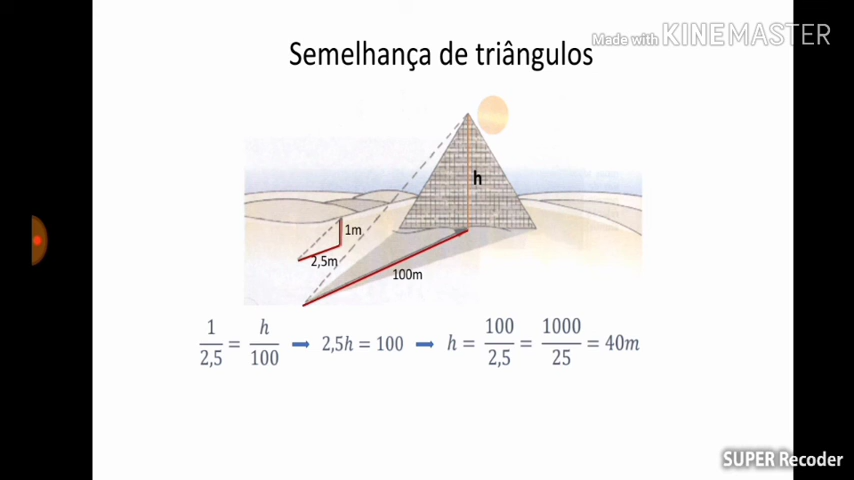 Made with KINEMASTER
Semelhança de triângulos
h
1m
2,5m
100m
1/2,5 = h/100 ➡ 2,5h = 100 ➡ h = 100/2,5 = 1000/25 = 40m
SUPER Recoder